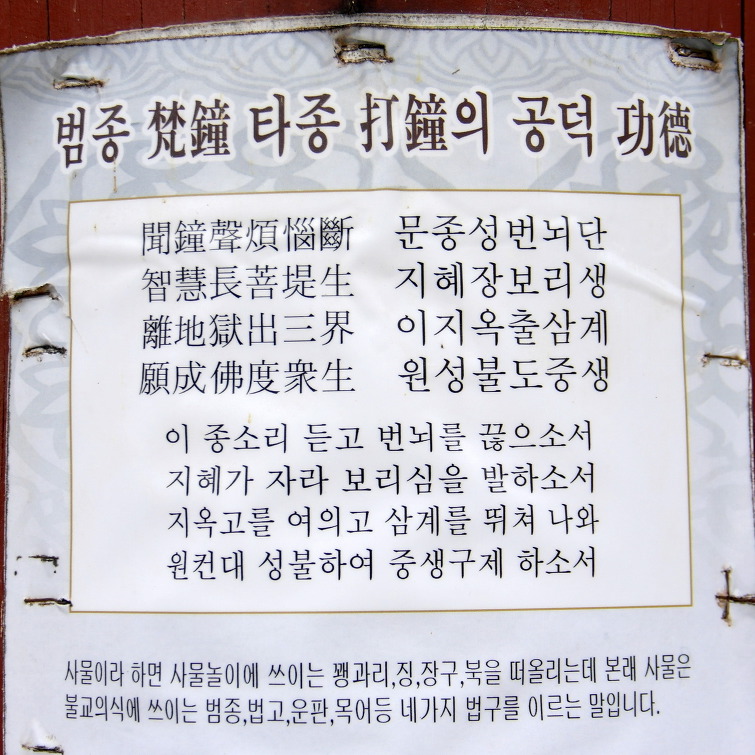 범종 梵鐘 타종 打鐘의 공덕 功德
聞鐘聲煩惱斷 문종성번뇌단
智慧長菩堤生 지혜장보리생
離地獄出三界 이지옥출삼계
願成佛度衆生 원성불도중생
이 종소리 듣고 번뇌를 끊으소서
지혜가 자라 보리심을 발하소서
지옥고를 여의고 삼계를 뛰쳐 나와
원컨대 성불하여 중생구제 하소서
사물이라 하면 사물놀이에 쓰이는 꽹과리,징,장구,북을 떠올리는데 본래 사물은
불교의식에 쓰이는 범종,법고,운판,목어등 네가지 법구를 이르는 말입니다.